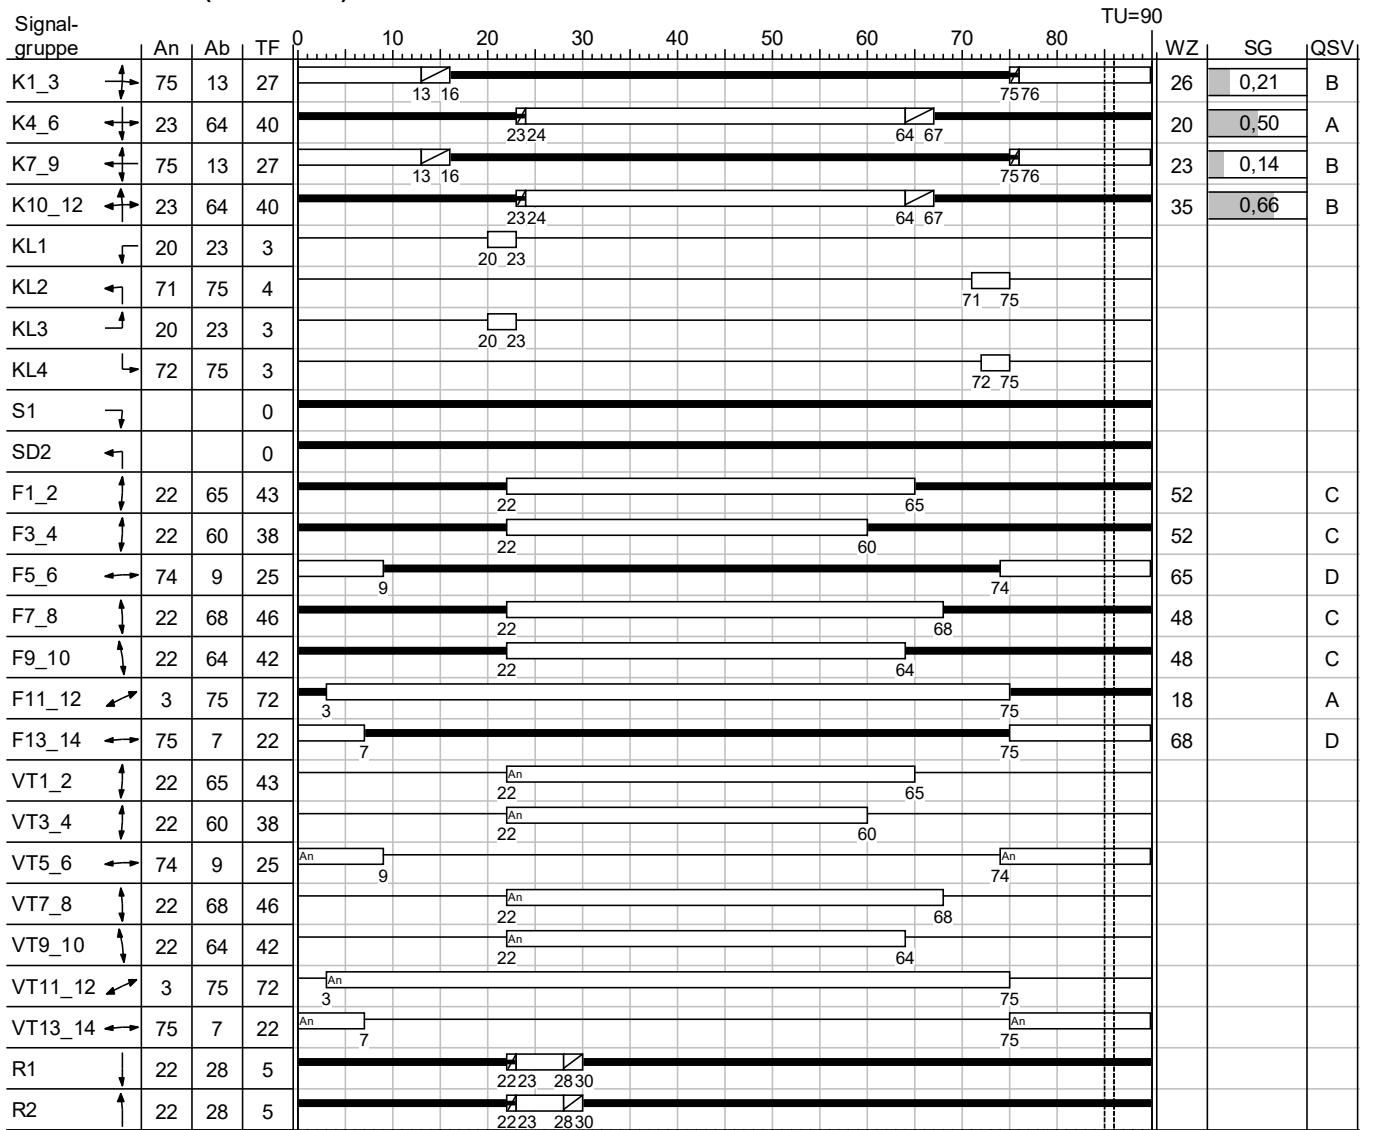 TU=90
Signal-
gruppe An Ab TF 0 10 20 30 40 50 60 70 80 WZ SG QSV
K1_3 75 13 27 13 16 75 76 26 0,21 B
K4_6 23 64 40 23 24 64 67 20 0,50 A
K7_9 75 13 27 13 16 75 76 23 0,14 B
K10_12 23 64 40 23 24 64 67 35 0,66 B
KL1 20 23 3 20 23
KL2 71 75 4 71 75
KL3 20 23 3 20 23
KL4 72 75 3 72 75
S1 0
SD2 0
F1_2 22 65 43 22 65 52 C
F3_4 22 60 38 22 60 52 C
F5_6 74 9 25 9 74 65 D
F7_8 22 68 46 22 68 48 C
F9_10 22 64 42 22 64 48 C
F11_12 3 75 72 3 75 18 A
F13_14 75 7 22 7 75 68 D
VT1_2 22 65 43 An 22 65
VT3_4 22 60 38 An 22 60
VT5_6 74 9 25 An 9 An 74
VT7_8 22 68 46 An 22 68
VT9_10 22 64 42 An 22 64
VT11_12 3 75 72 An 3 75
VT13_14 75 7 22 An 7 An 75
R1 22 28 5 22 23 28 30
R2 22 28 5 22 23 28 30